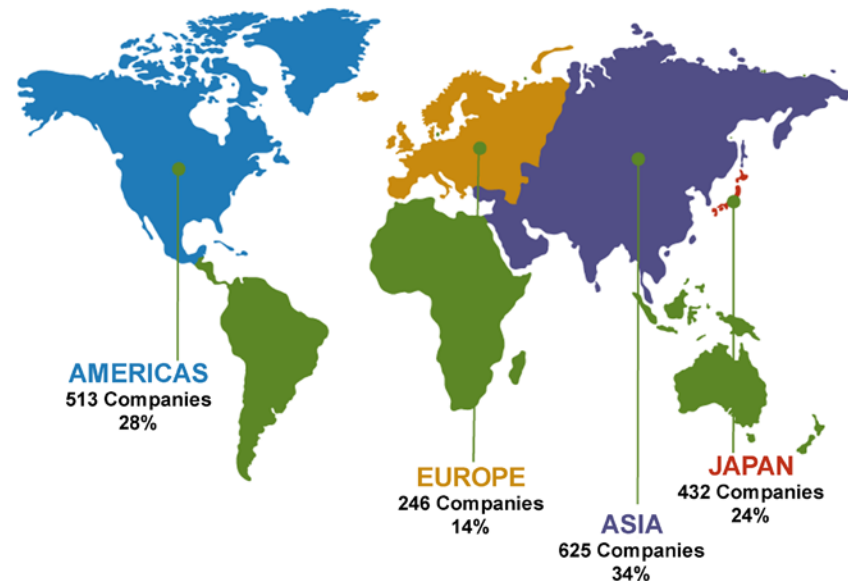 AMERICAS
513 Companies
28%
EUROPE
246 Companies
14%
ASIA
625 Companies
34%
JAPAN
432 Companies
24%